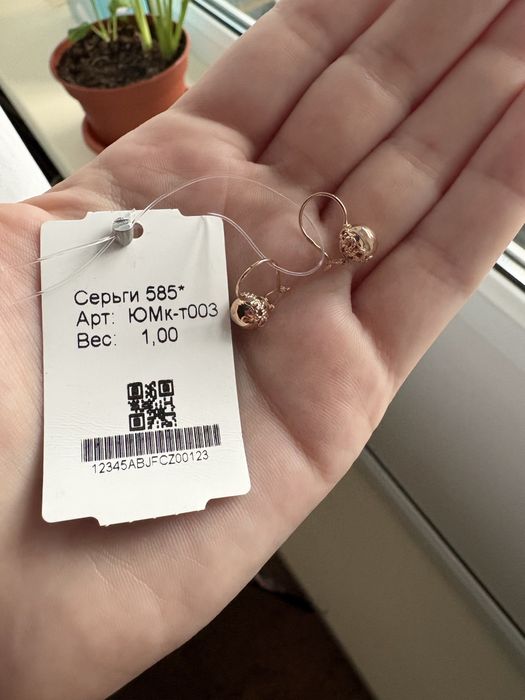 Серьги 585*
Арт: ЮМк-т003
Вес: 1,00
12345ABJFCZ00123